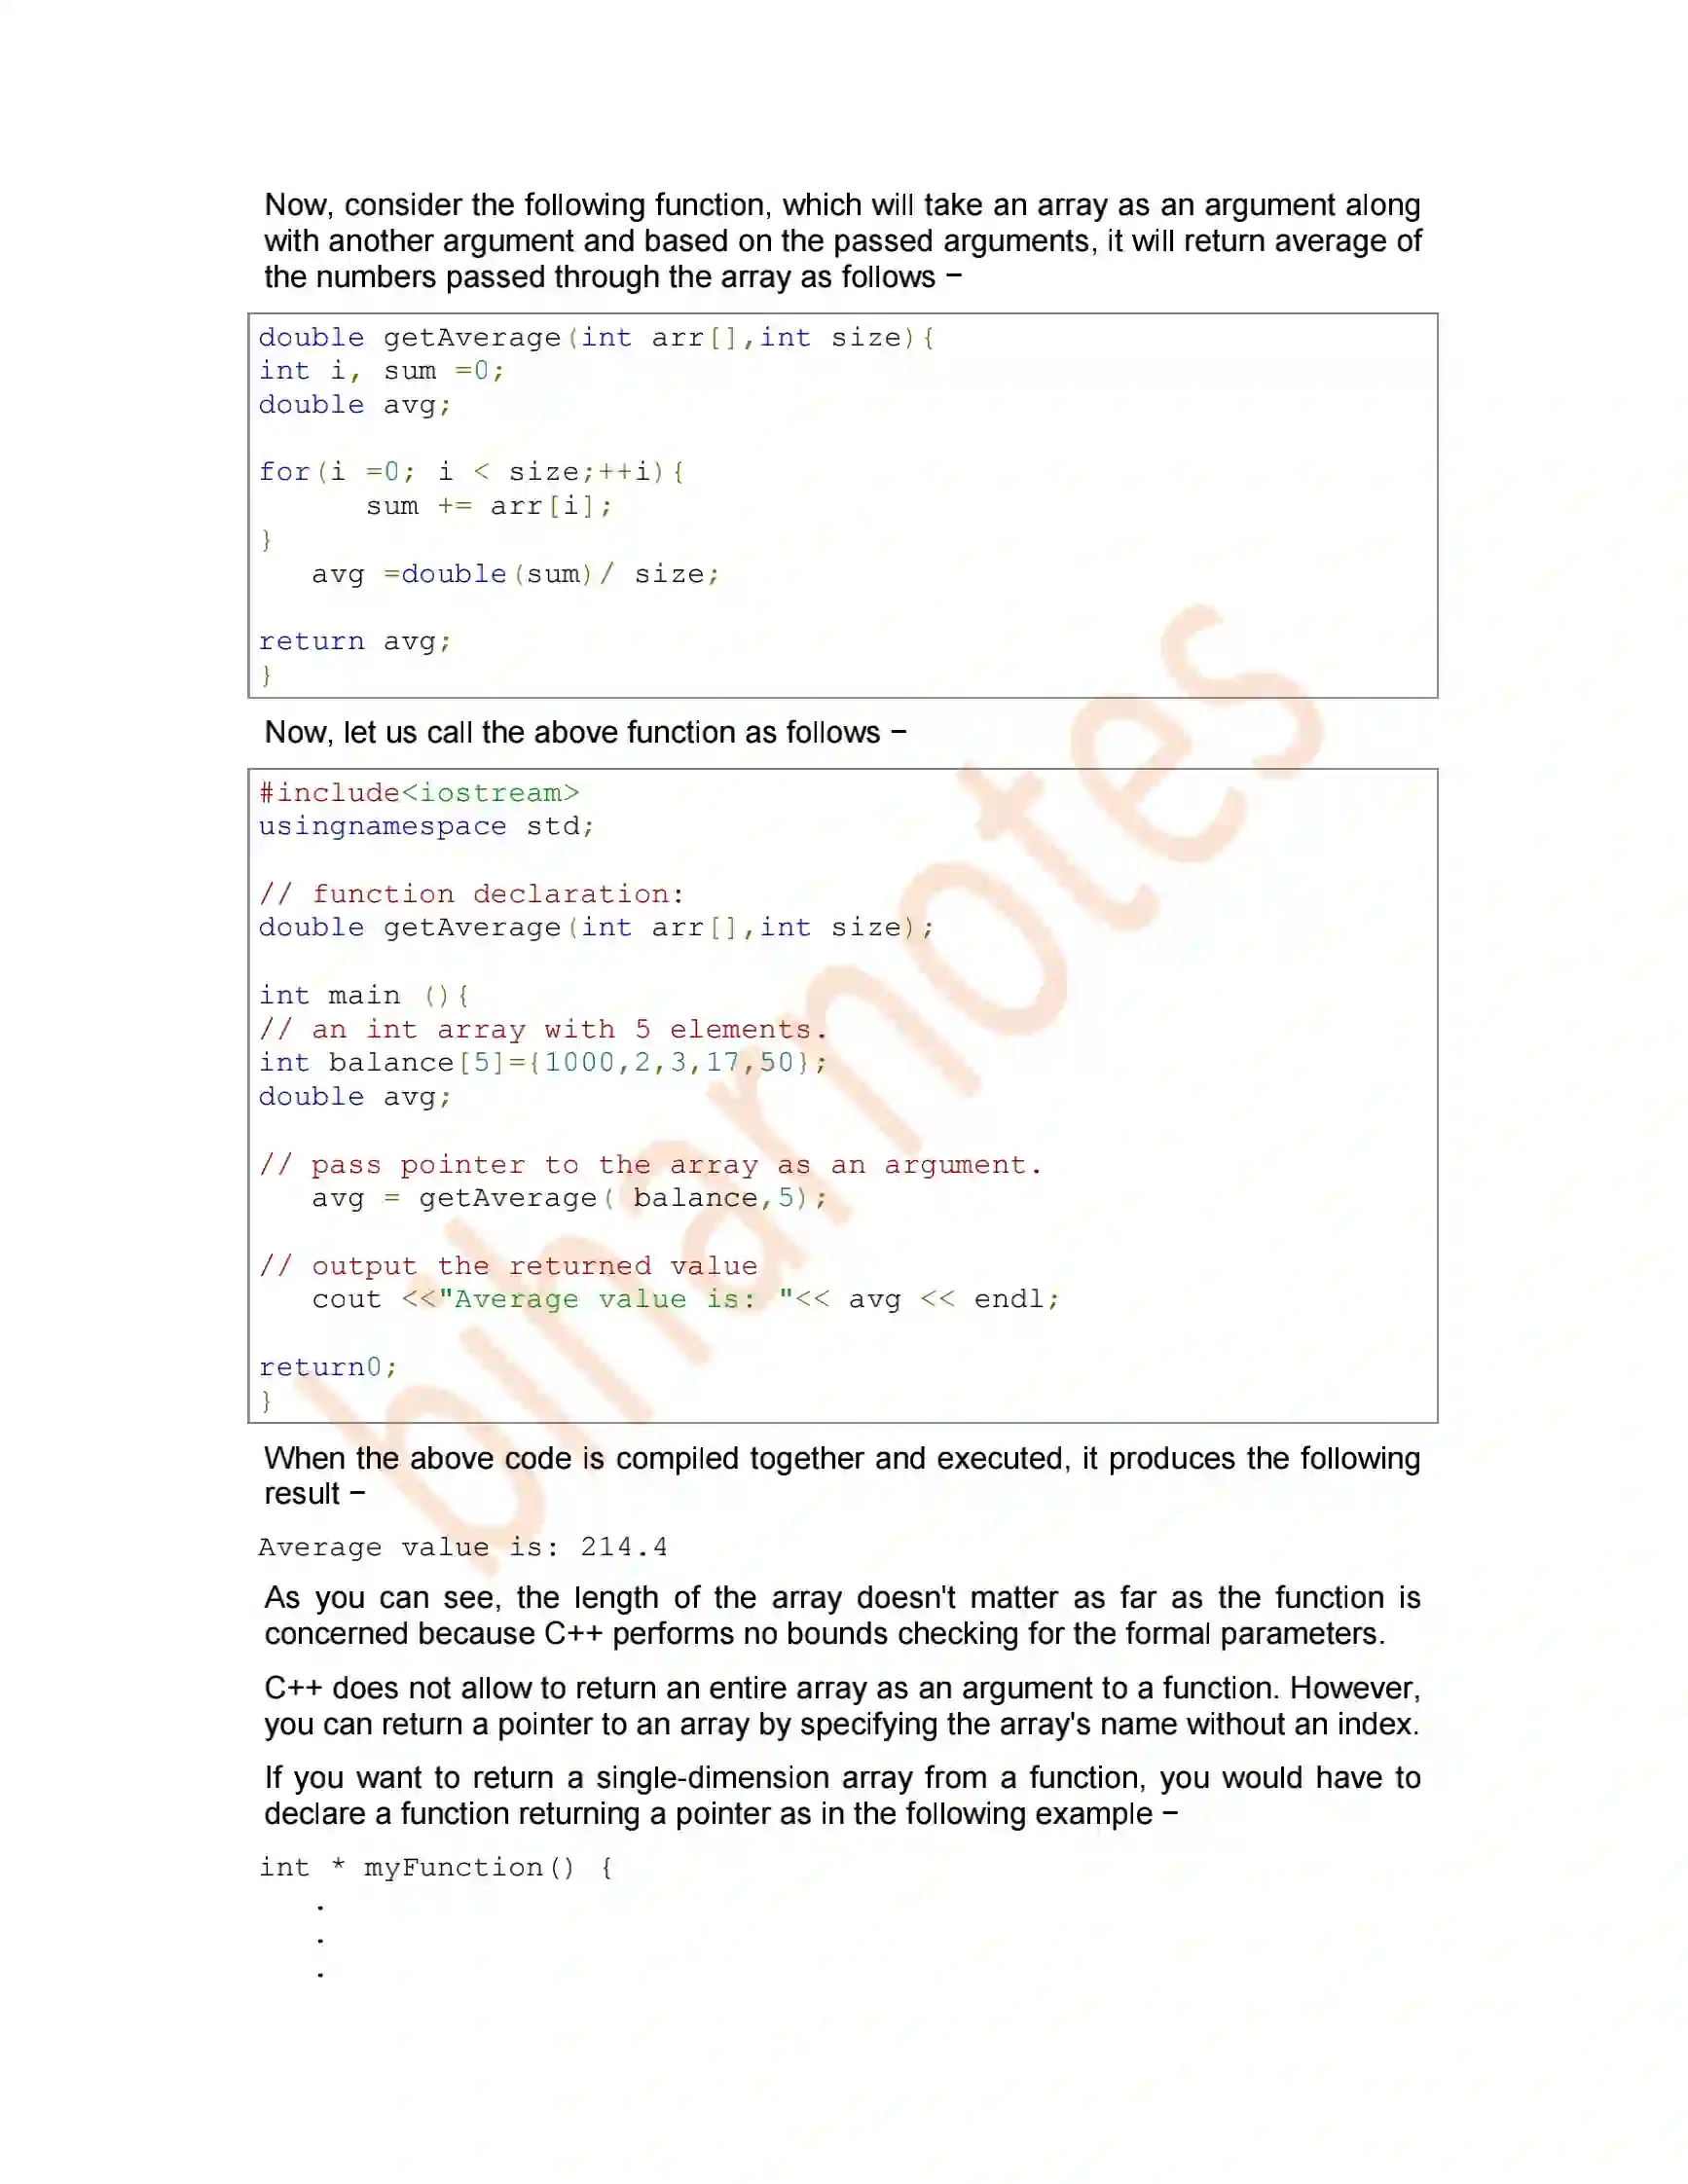 Now, consider the following function, which will take an array as an argument along
with another argument and based on the passed arguments, it will return average of
the numbers passed through the array as follows −
double getAverage(int arr[],int size){
int i, sum =0;
double avg;
for(i =0; i < size;++i){
sum += arr[i];
}
avg =double(sum)/ size;
return avg;
}
Now, let us call the above function as follows −
#include<iostream>
usingnamespace std;
// function declaration:
double getAverage(int arr[],int size);
int main (){
// an int array with 5 elements.
int balance[5]={1000,2,3,17,50};
double avg;
// pass pointer to the array as an argument.
avg = getAverage( balance,5);
// output the returned value
cout <<"Average value is: "<< avg << endl;
return0;
}
When the above code is compiled together and executed, it produces the following
result −
Average value is: 214.4
As you can see, the length of the array doesn't matter as far as the function is
concerned because C++ performs no bounds checking for the formal parameters.
C++ does not allow to return an entire array as an argument to a function. However,
you can return a pointer to an array by specifying the array's name without an index.
If you want to return a single-dimension array from a function, you would have to
declare a function returning a pointer as in the following example −
int * myFunction() {
.
.
.
biharnotes